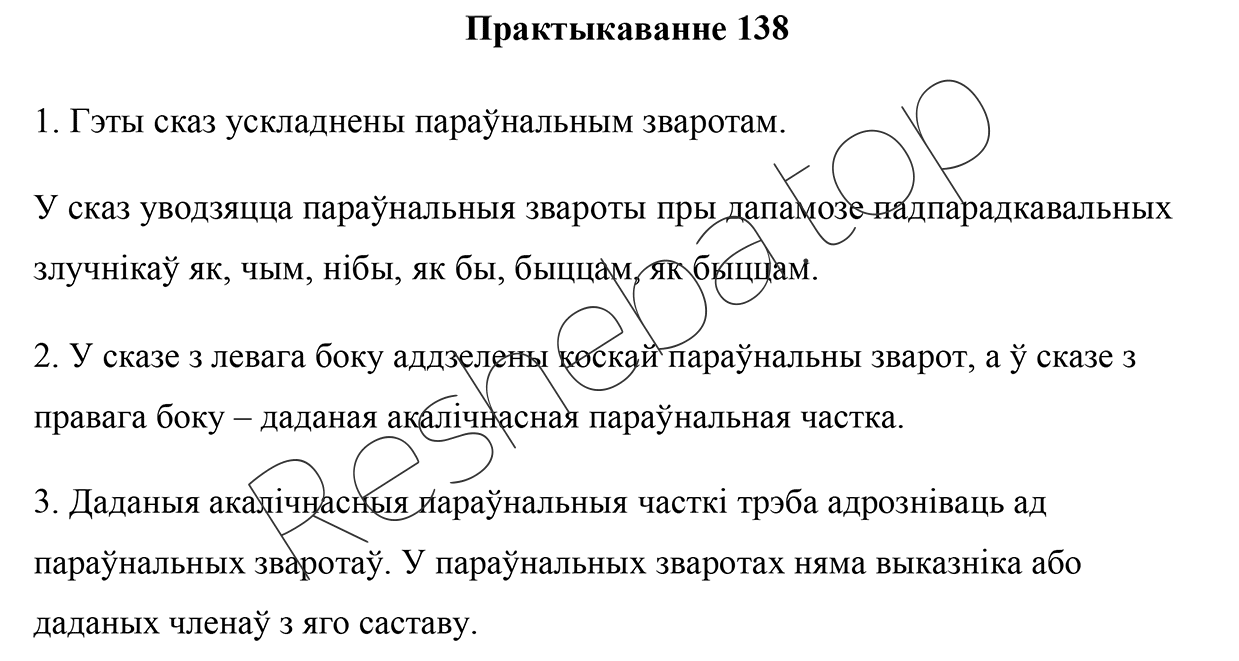 Практыкаванне 138
1. Гэты сказ ускладнены параўнальным зваротам.
У сказ уводзяцца параўнальныя звароты пры дапамозе падпарадкавальных
злучнікаў як, чым, нібы, як бы, быццам, як быццам.
2. У сказе з левага боку аддзелены коскай параўнальны зварот, а ў сказе з
правага боку – даданая акалічнасная параўнальная частка.
3. Даданыя акалічнасныя параўнальныя часткі трэба адрозніваць ад
параўнальных зваротаў. У параўнальных зваротах няма выказніка або
даданых членаў з яго саставу.
Resheba.top